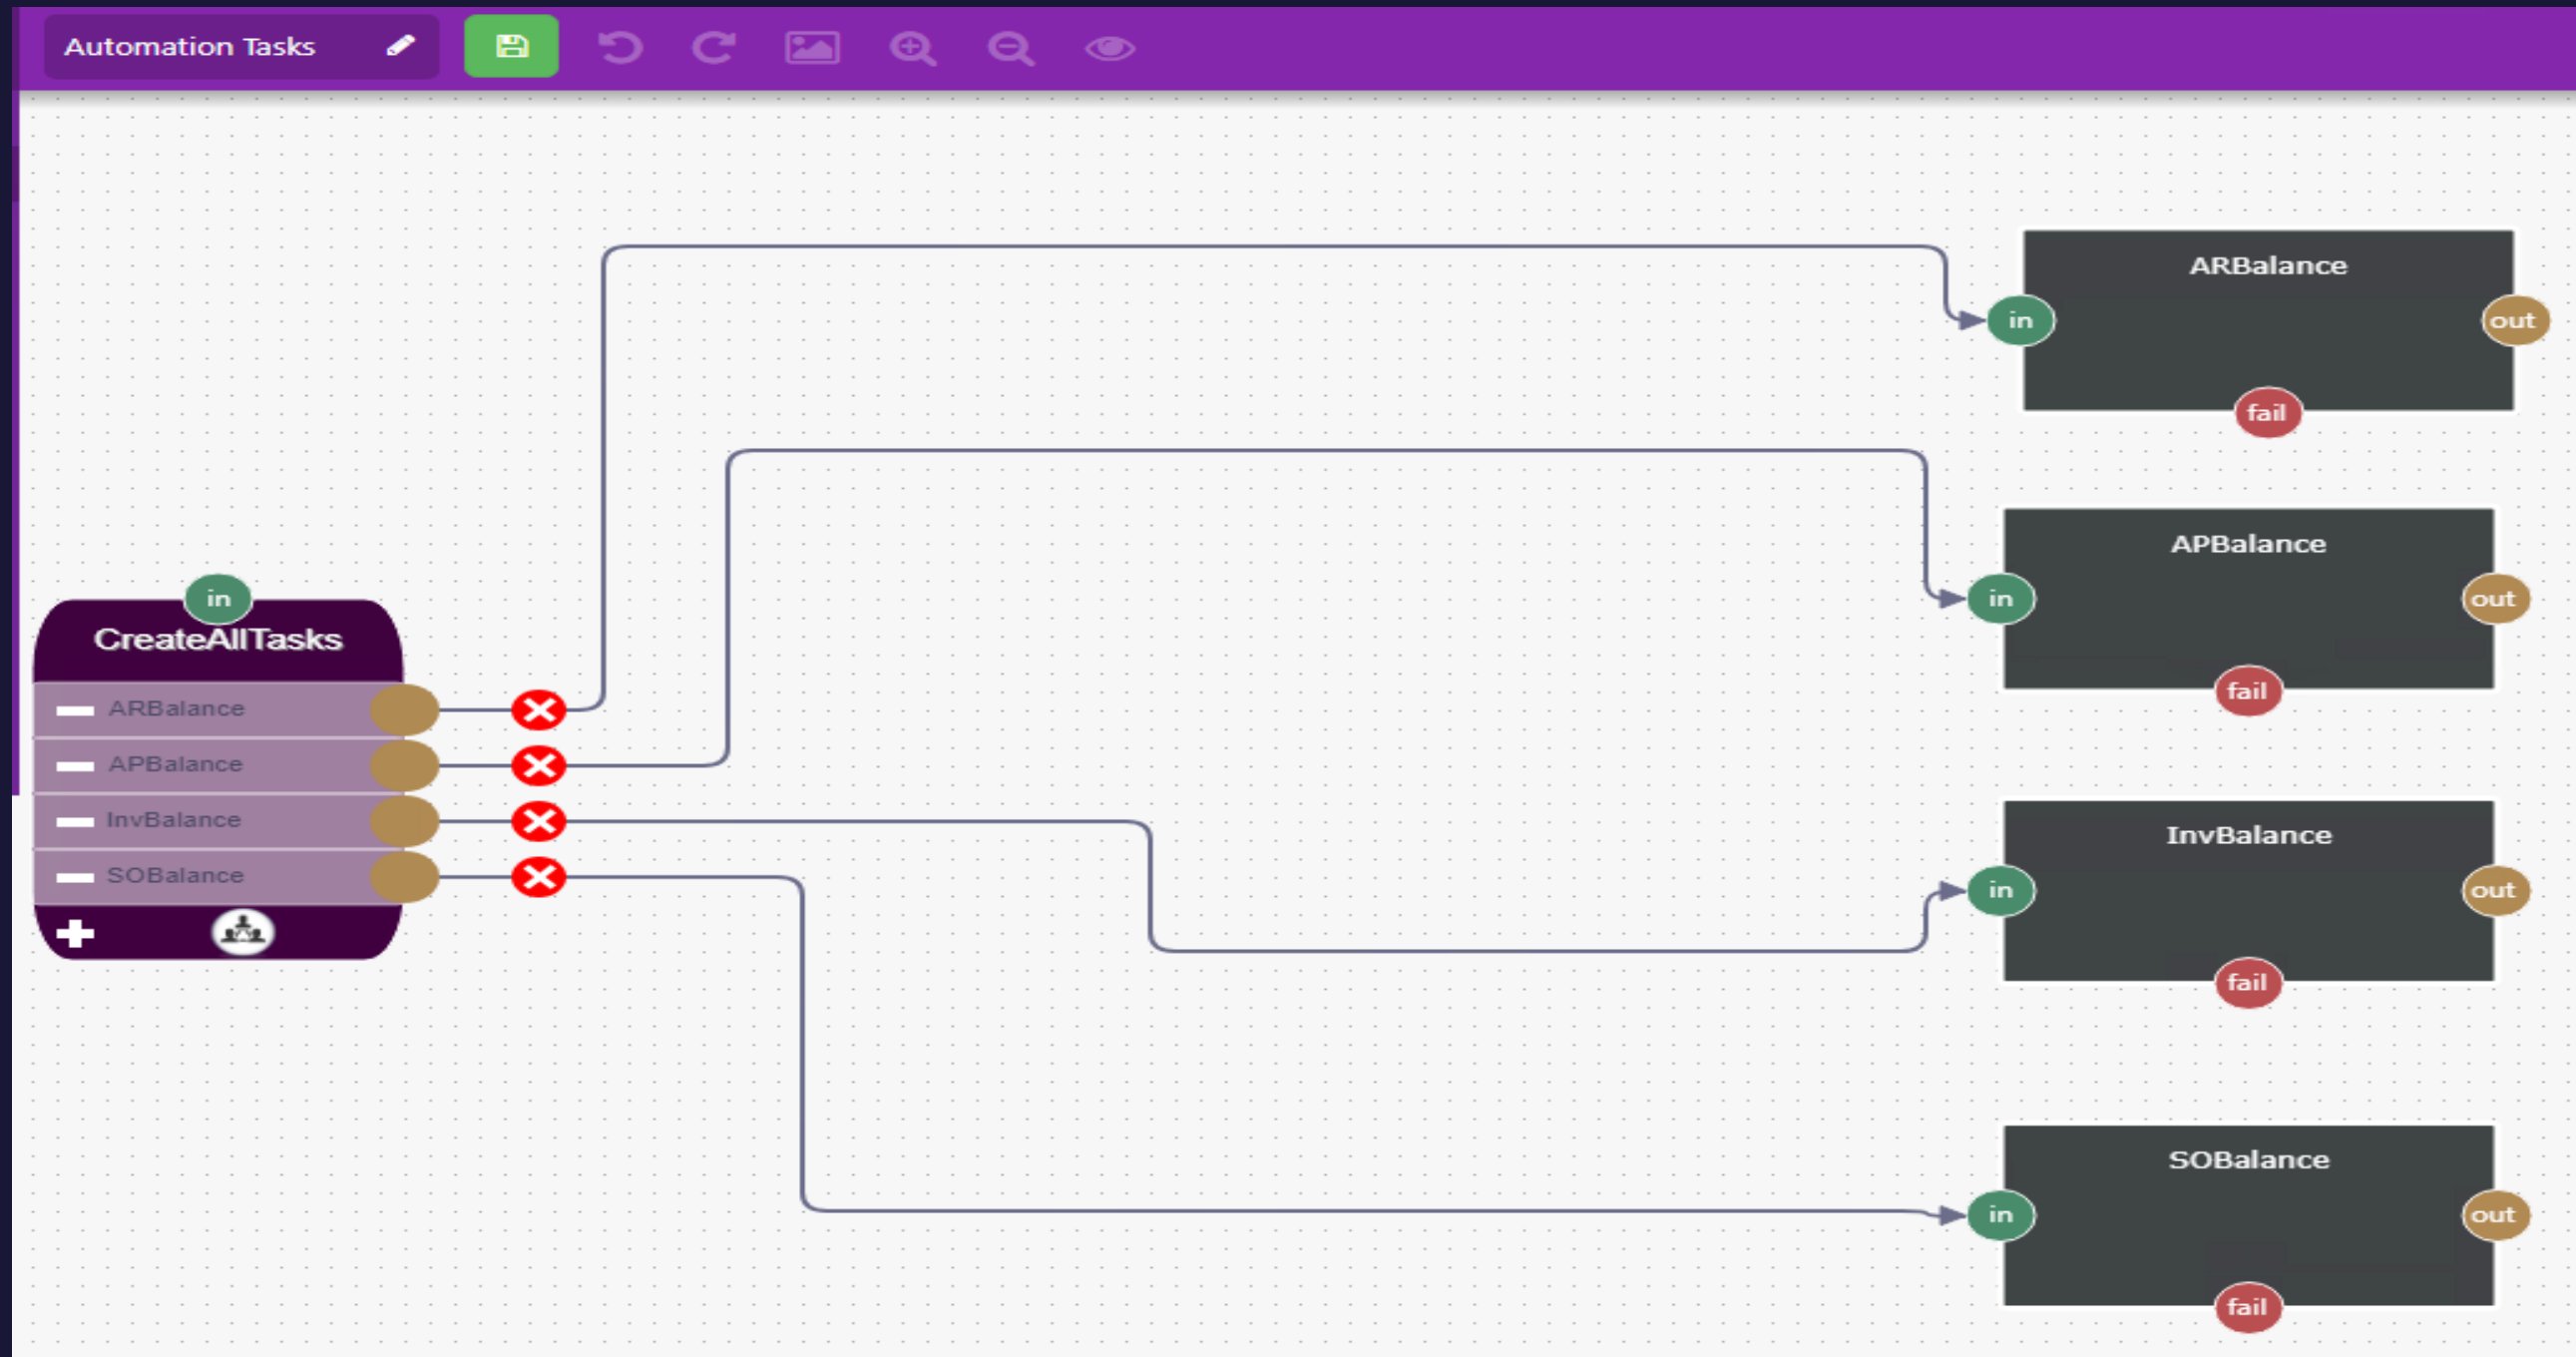 Automation Tasks
ARBalance
in
out
fail
APBalance
in
out
fail
in
CreateAllTasks
ARBalance
APBalance
InvBalance
SOBalance
InvBalance
in
out
fail
SOBalance
in
out
fail